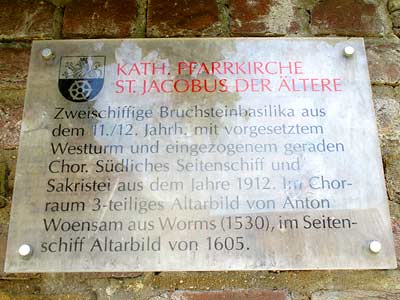 KATH. PFARRKIRCHE
ST. JACOBUS DER ÄLTERE
Zweischiffige Bruchsteinbasilika aus
dem 11./12. Jahrh. mit vorgesetztem
Westturm und eingezogenem geraden
Chor. Südliches Seitenschiff und
Sakristei aus dem Jahre 1912. Im Chor-
raum 3-teiliges Altarbild von Anton
Woensam aus Worms (1530), im Seiten-
schiff Altarbild von 1605.